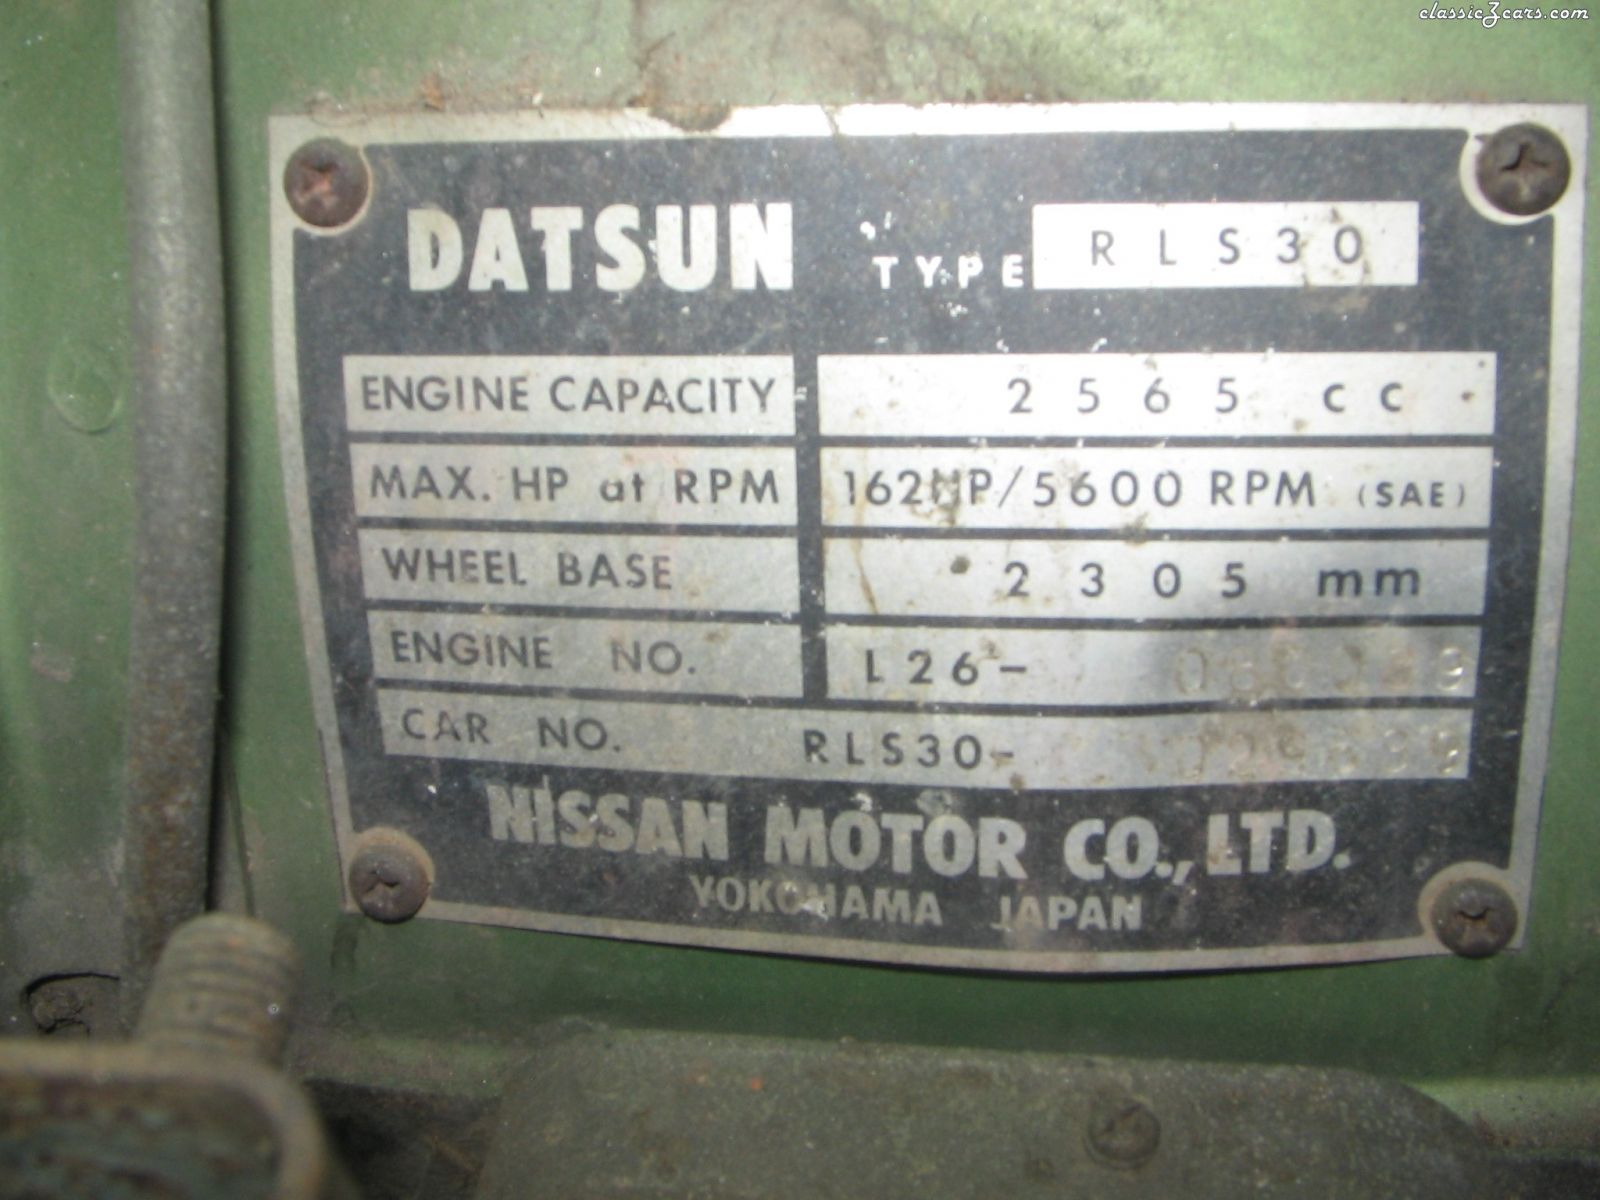 classicZcars.com
DATSUN TYPE RLS30
ENGINE CAPACITY 2565 cc
MAX. HP at RPM 162HP/5600 RPM (SAE)
WHEEL BASE 2305 mm
ENGINE NO. L26-
CAR NO. RLS30-
NISSAN MOTOR CO., LTD.
YOKOHAMA JAPAN